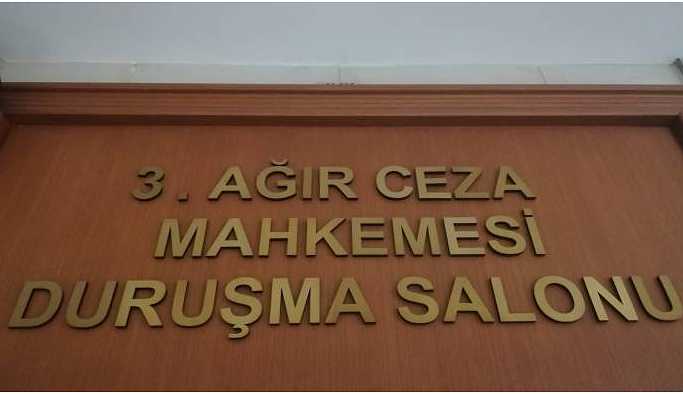 3. AĞIR CEZA
MAHKEMESİ
DURUŞMA SALONU